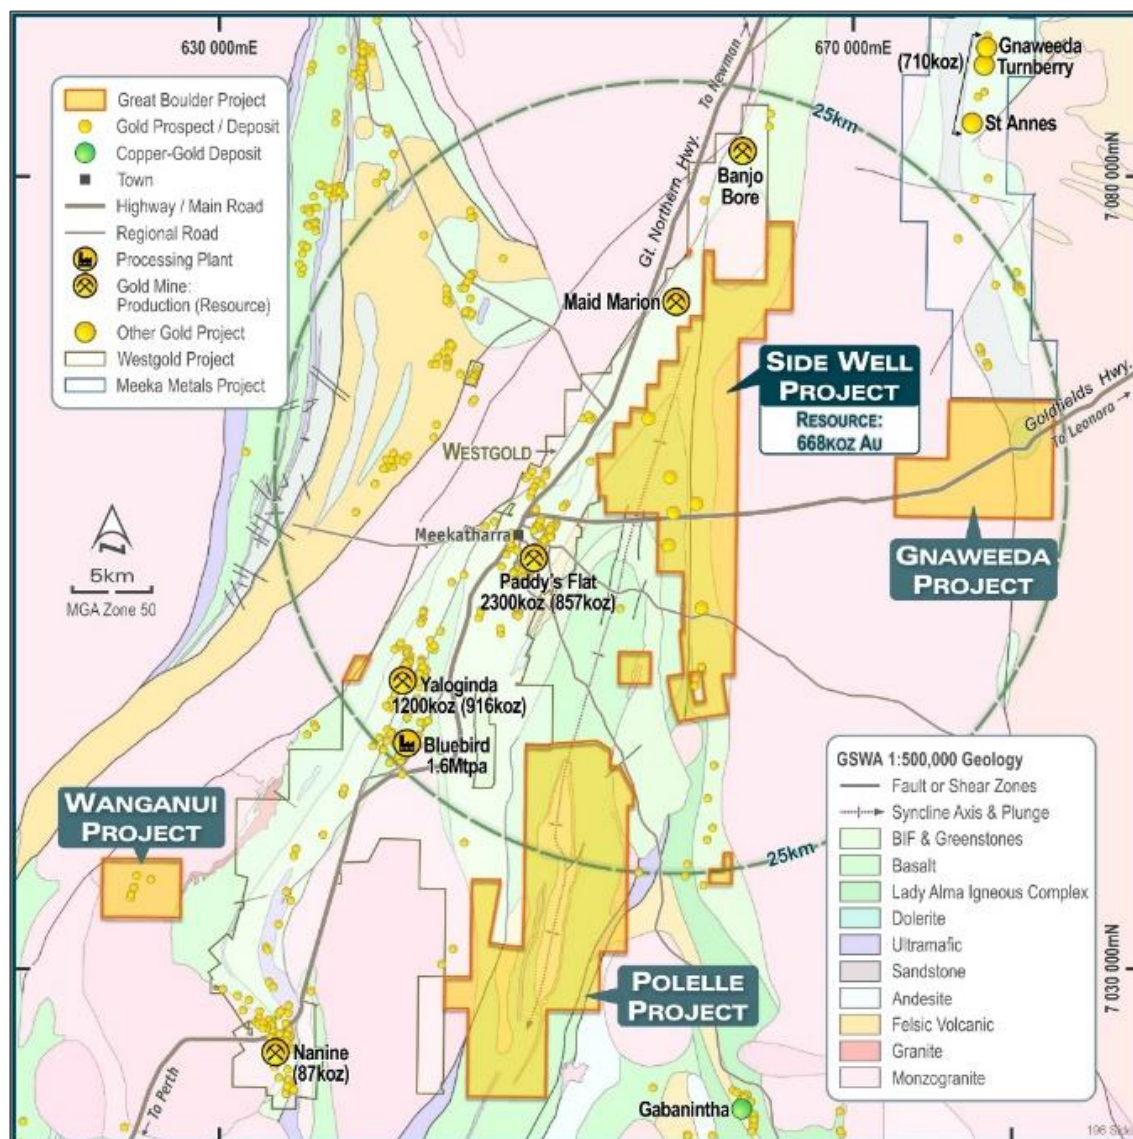 630 000mE
670 000mE
Great Boulder Project
Gold Prospect / Deposit
Copper-Gold Deposit
Town
Highway / Main Road
Regional Road
Processing Plant
Gold Mine:
Production (Resource)
Other Gold Project
Westgold Project
Meeka Metals Project
To Newman
Gt. Northern Hwy.
25km
Gnaweeda
(710koz)
Turnberry
St Annes
7 080 000mN
Banjo
Bore
Maid Marion
SIDE WELL
PROJECT
RESOURCE:
668KOZ AU
Goldfields Hwy.
To Leonora
WESTGOLD
Meekatharra
GNAWEEDA
PROJECT
N
5km
MGA Zone 50
Paddy's Flat
2300koz (857koz)
Yaloginda
1200koz (916koz)
Bluebird
1.6Mtpa
WANGANUI
PROJECT
25km
POLELLE
PROJECT
Nanine
(87koz)
To Perth
Gabanintha
GSWA 1:500,000 Geology
Fault or Shear Zones
Syncline Axis & Plunge
BIF & Greenstones
Basalt
Lady Alma Igneous Complex
Dolerite
Ultramafic
Sandstone
Andesite
Felsic Volcanic
Granite
Monzogranite
7 030 000mN